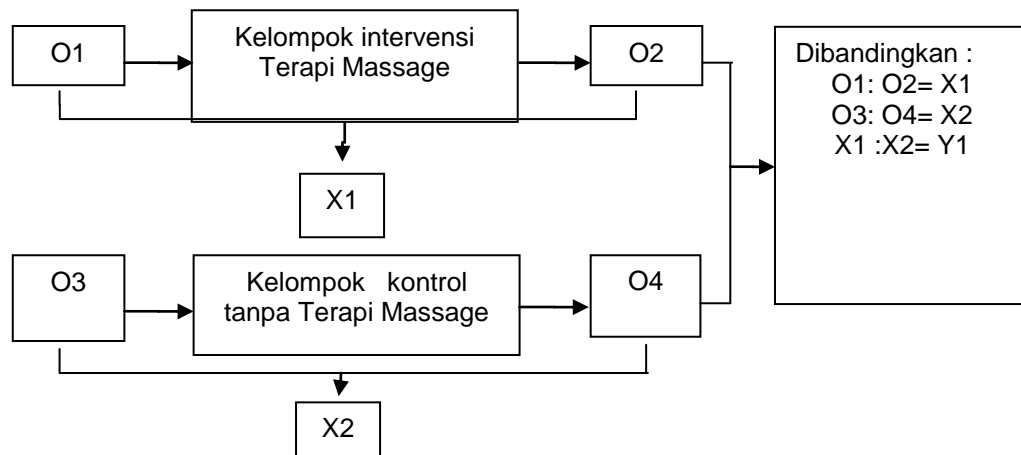 O1
Kelompok intervensi
Terapi Massage
O2
X1
O3
Kelompok kontrol
tanpa Terapi Massage
O4
X2
Dibandingkan :
O1: O2= X1
O3: O4= X2
X1 :X2= Y1